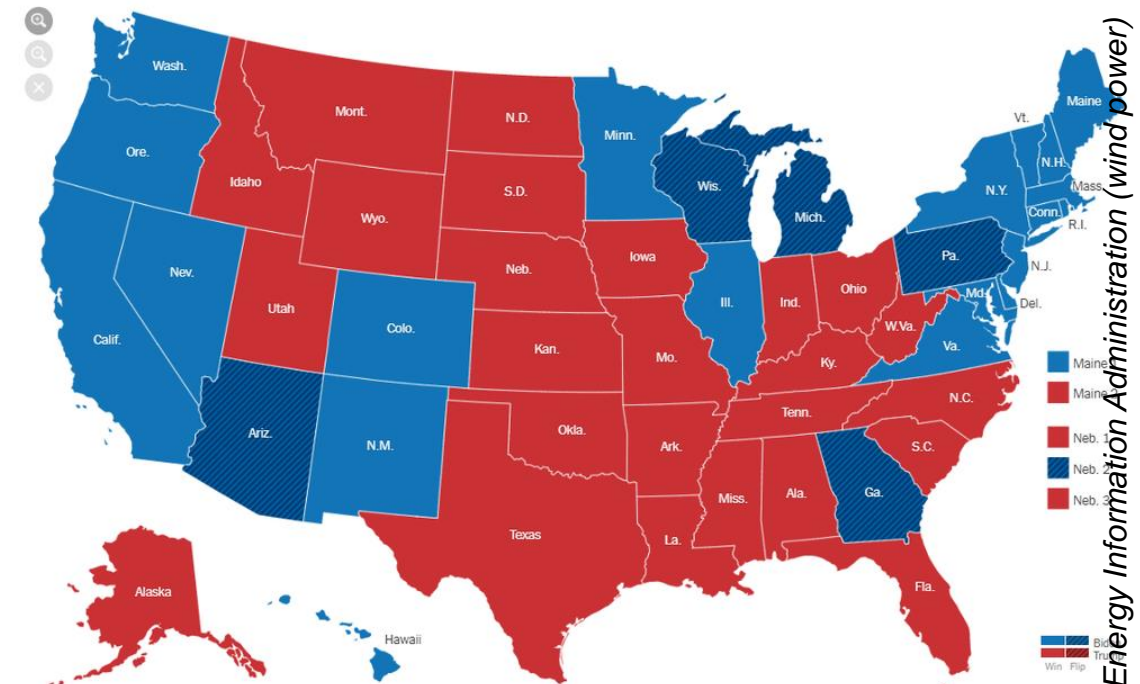 Wash.
Maine
Mont.
N.D.
Vt.
Minn.
Ore.
N.H.
Idaho
S.D.
Wis.
N.Y.
Mass.
Wyo.
Mich.
Conn.
R.I.
Iowa
Pa.
Neb.
N.J.
Nev.
Ohio
Md.
Ill.
Ind.
Del.
Utah
Colo.
W.Va.
Calif.
Va.
Kan.
Mo.
Ky.
Maine 1
Maine 2
N.C.
Tenn.
Ariz.
Okla.
N.M.
Ark.
S.C.
Neb. 1
Neb. 2
Neb. 3
Miss.
Ala.
Ga.
Texas
La.
Alaska
Fla.
Hawaii
Win Flip
Energy Information Administration (wind power)